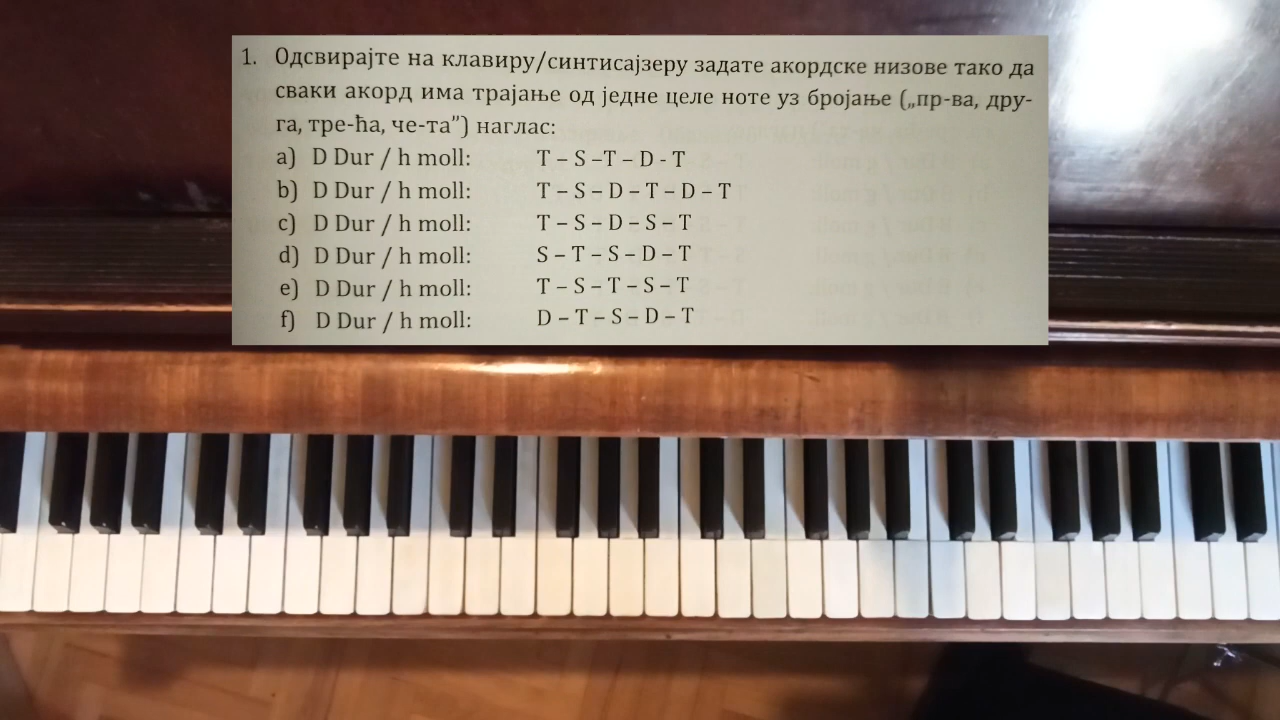 1. Одсвирајте на клавиру/синтисајзеру задате акордске низове тако да
сваки акорд има трајање од једне целе ноте уз бројање („пр-ва, дру-
га, тре-ћа, че-та”) наглас:
a) D Dur / h moll: T – S –T – D - T
b) D Dur / h moll: T – S – D – T – D – T
c) D Dur / h moll: T – S – D – S – T
d) D Dur / h moll: S – T – S – D – T
e) D Dur / h moll: T – S – T – S – T
f) D Dur / h moll: D – T – S – D – T